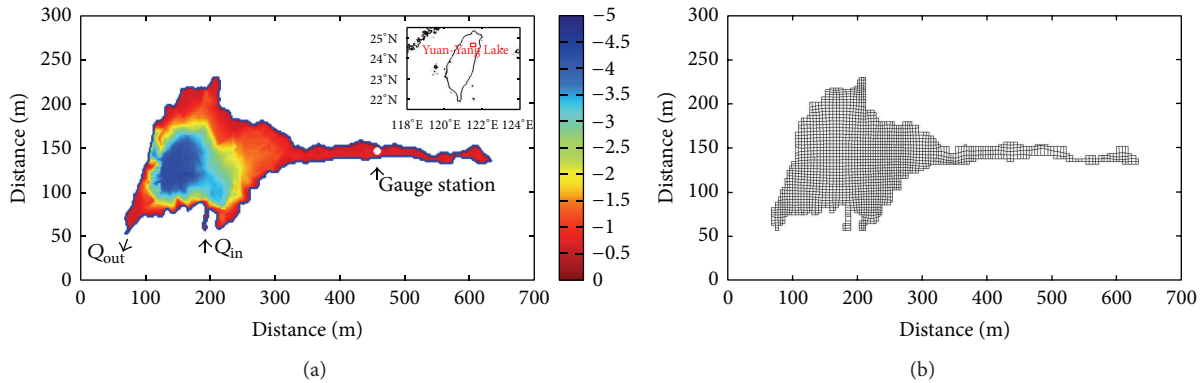 300
250
200
150
100
50
0
Distance (m)
0 100 200 300 400 500 600 700
Distance (m)
Qout
Qin
Gauge station
Yuan-Yang Lake
25°N
24°N
23°N
22°N
118°E 120°E 122°E 124°E
−5
−4.5
−4
−3.5
−3
−2.5
−2
−1.5
−1
−0.5
0
(a)
300
250
200
150
100
50
0
Distance (m)
0 100 200 300 400 500 600 700
Distance (m)
(b)